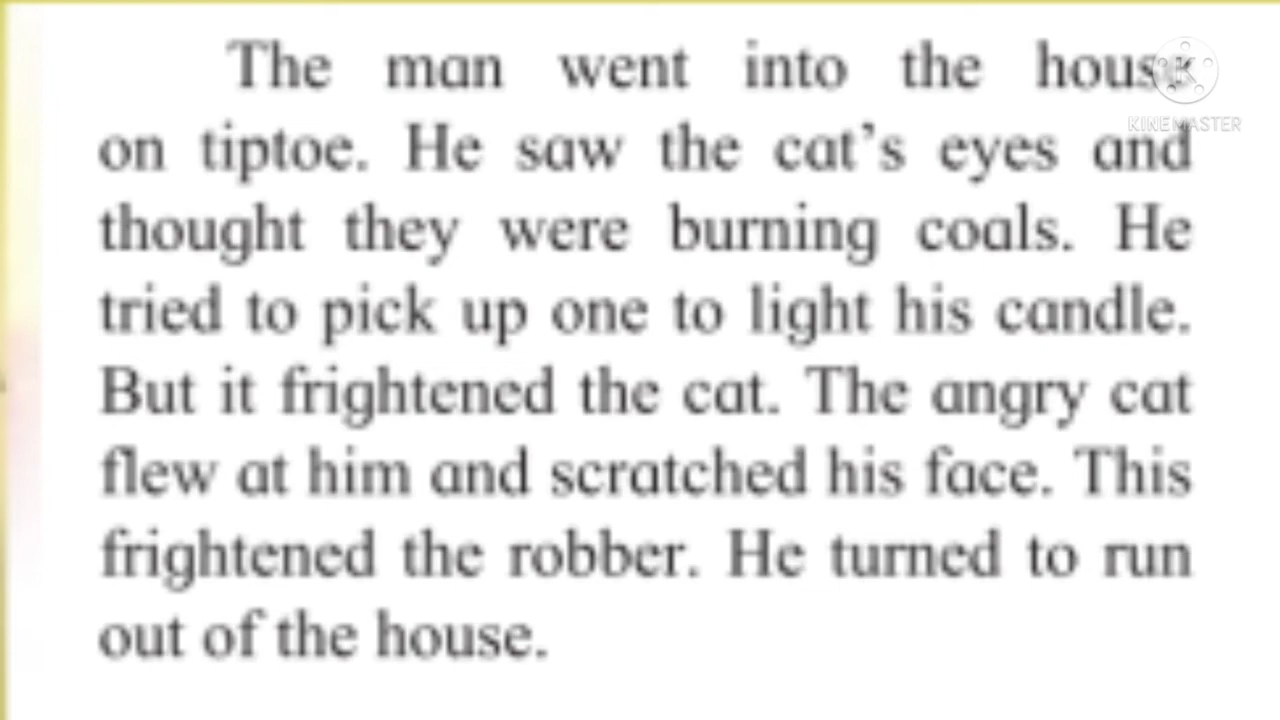 The man went into the house
KINEMASTER
on tiptoe. He saw the cat's eyes and
thought they were burning coals. He
tried to pick up one to light his candle.
But it frightened the cat. The angry cat
flew at him and scratched his face. This
frightened the robber. He turned to run
out of the house.